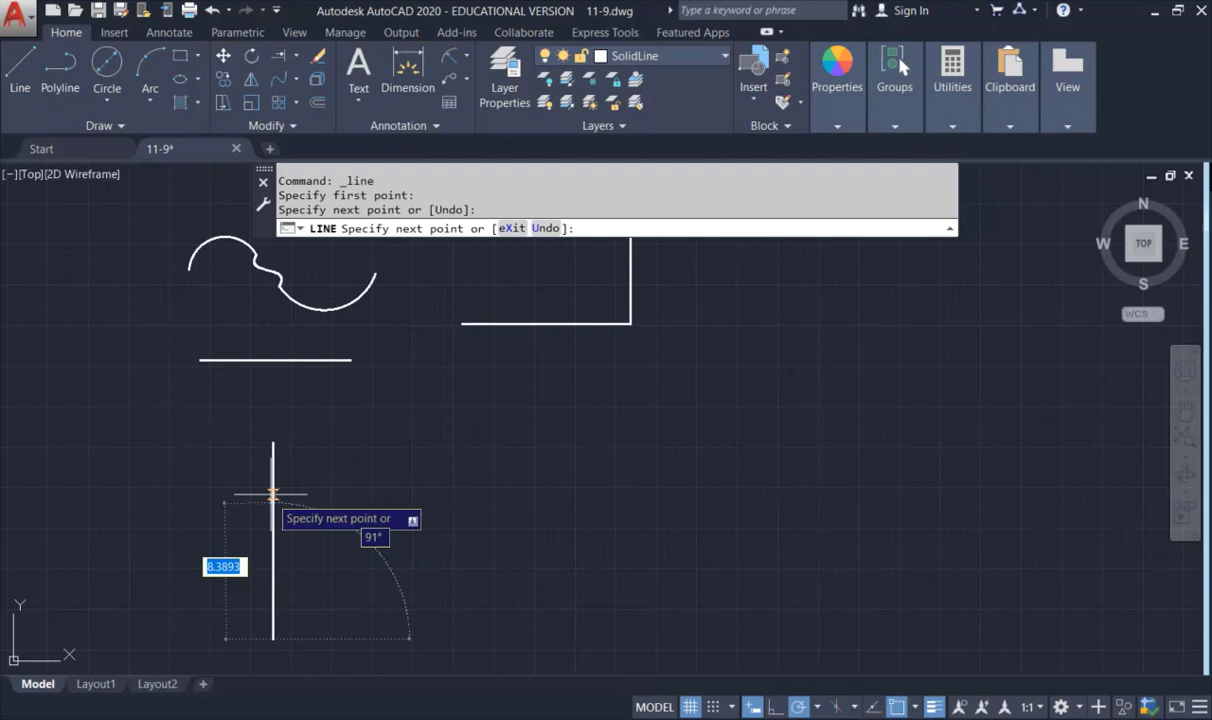 Autodesk AutoCAD 2020 - EDUCATIONAL VERSION 11-9.dwg
Type a keyword or phrase
Sign In
Home Insert Annotate Parametric View Manage Output Add-ins Collaborate Express Tools Featured Apps
SolidLine
Line Polyline Circle Arc Text Dimension Layer Properties Insert Properties Groups Utilities Clipboard View
Draw Modify Annotation Layers Block
Start 11-9*
[−][Top][2D Wireframe]
Command: _line
Specify first point:
Specify next point or [Undo]:
LINE Specify next point or [eXit Undo]:
N
W TOP E
S
WCS
Specify next point or
91°
8.3893
Y
X
Model Layout1 Layout2
MODEL 1:1